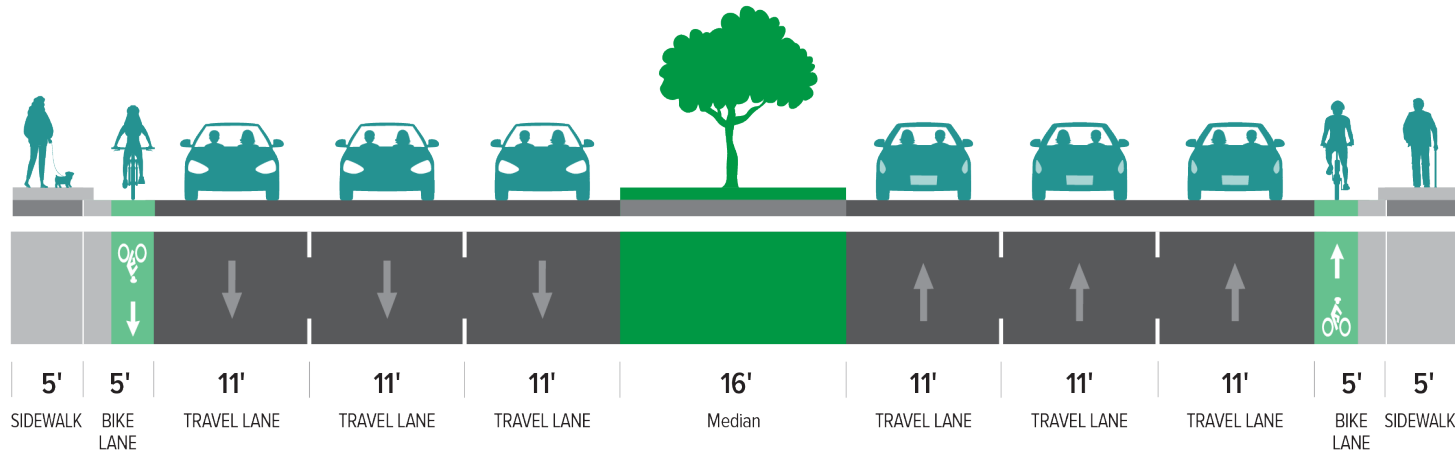 5' 5' 11' 11' 11' 16' 11' 11' 11' 5' 5'
SIDEWALK BIKE LANE TRAVEL LANE TRAVEL LANE TRAVEL LANE Median TRAVEL LANE TRAVEL LANE TRAVEL LANE BIKE LANE SIDEWALK